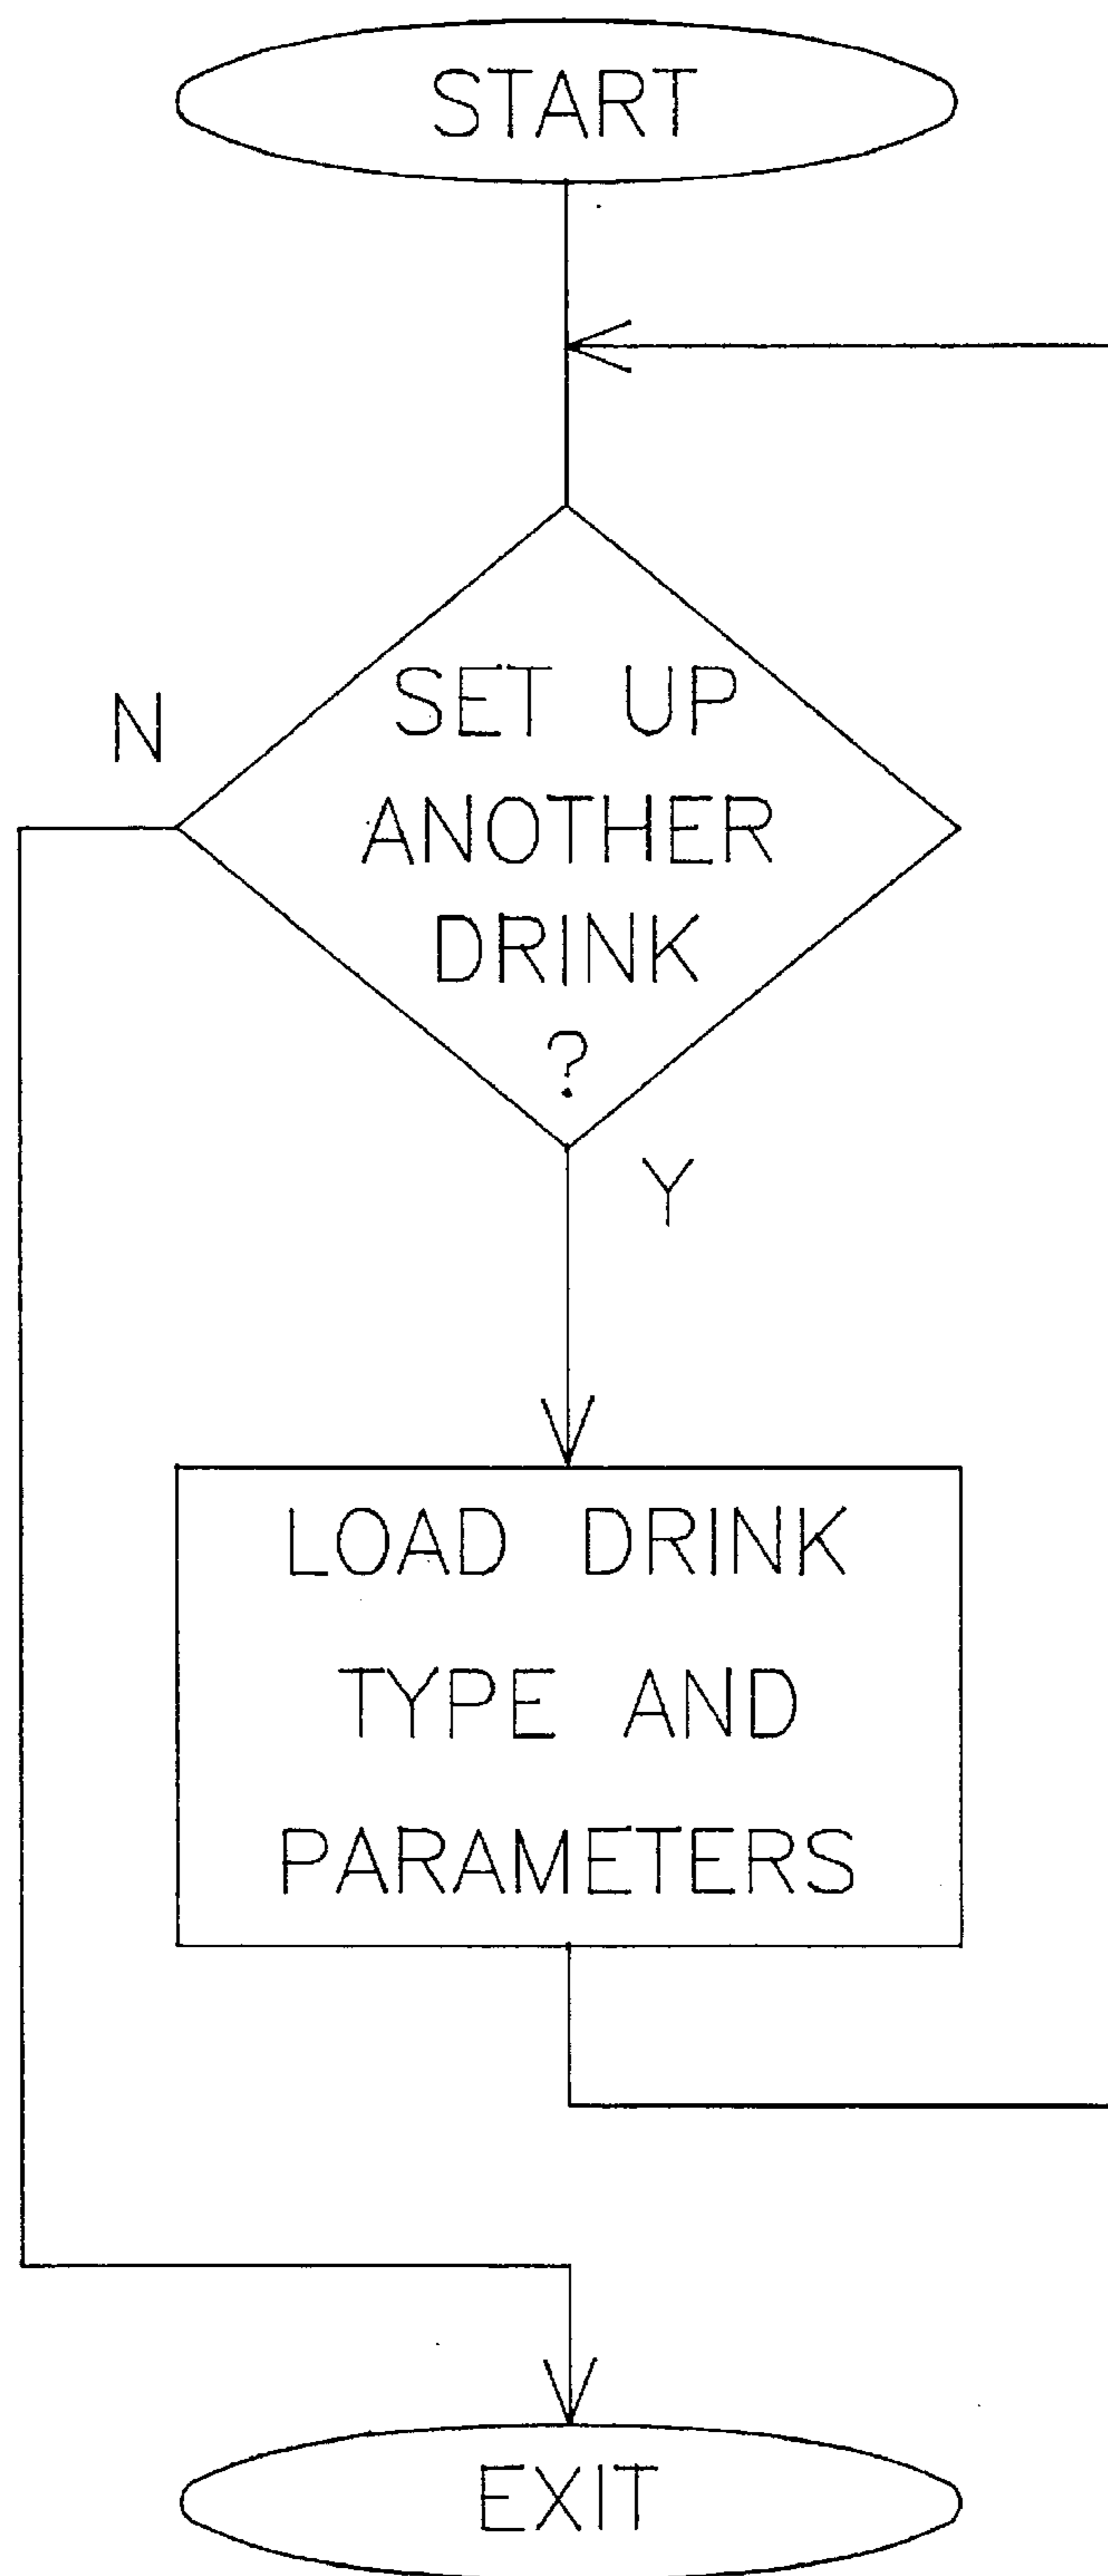 START
N
SET UP
ANOTHER
DRINK
?
Y
LOAD DRINK
TYPE AND
PARAMETERS
EXIT